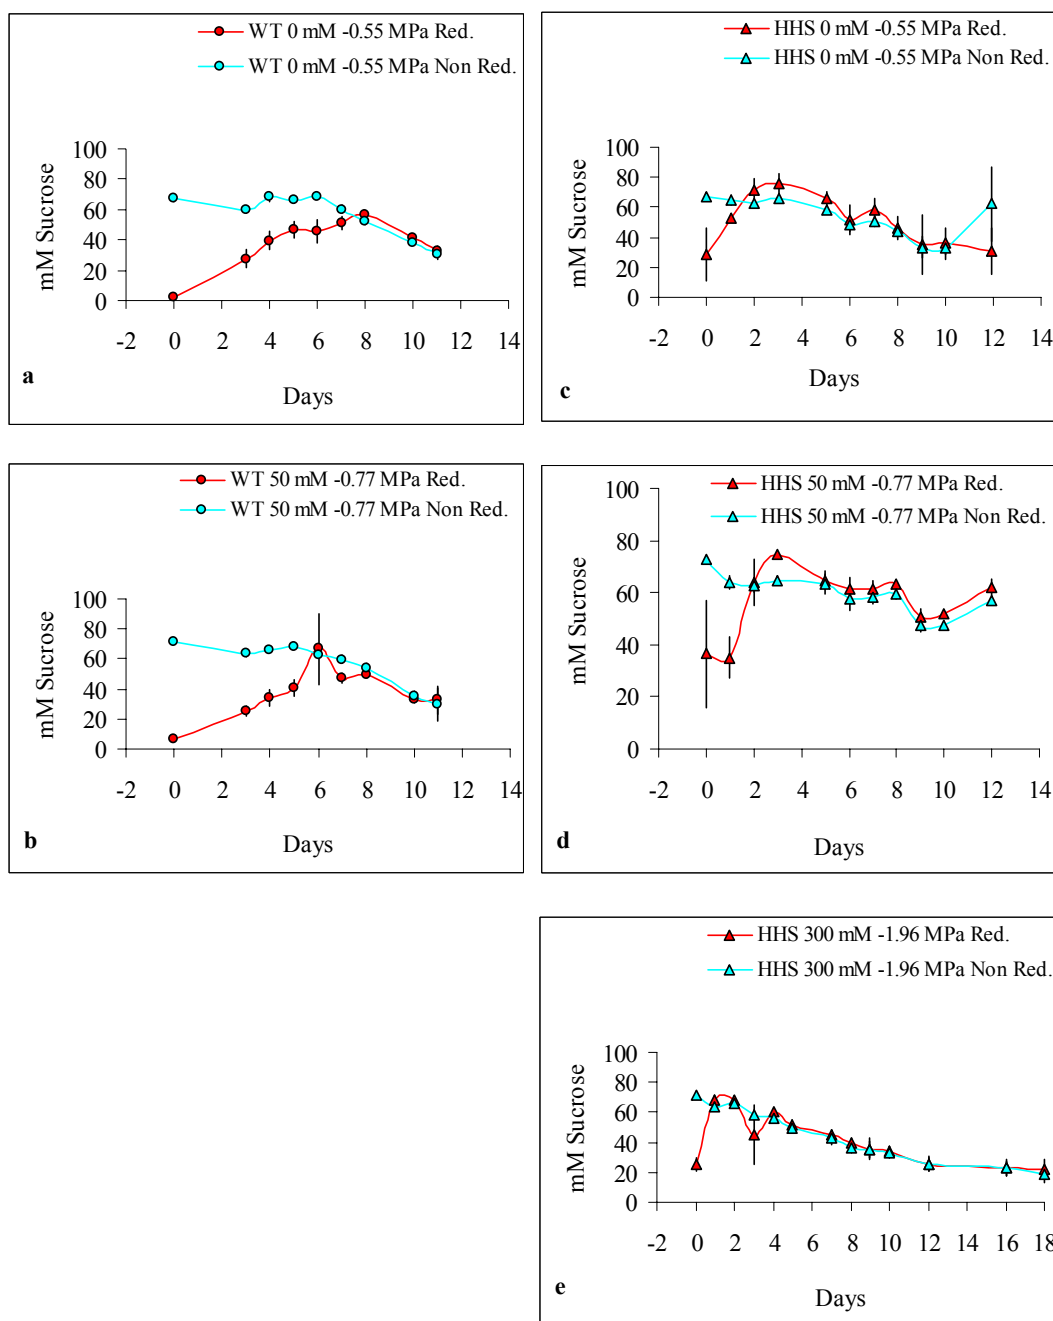 WT 0 mM -0.55 MPa Red.
WT 0 mM -0.55 MPa Non Red.
100
80
60
40
20
0
mM Sucrose
-2 0 2 4 6 8 10 12 14
Days
a
HHS 0 mM -0.55 MPa Red.
HHS 0 mM -0.55 MPa Non Red.
100
80
60
40
20
0
mM Sucrose
-2 0 2 4 6 8 10 12 14
Days
c
WT 50 mM -0.77 MPa Red.
WT 50 mM -0.77 MPa Non Red.
100
80
60
40
20
0
mM Sucrose
-2 0 2 4 6 8 10 12 14
Days
b
HHS 50 mM -0.77 MPa Red.
HHS 50 mM -0.77 MPa Non Red.
100
80
60
40
20
0
mM Sucrose
-2 0 2 4 6 8 10 12 14
Days
d
HHS 300 mM -1.96 MPa Red.
HHS 300 mM -1.96 MPa Non Red.
100
80
60
40
20
0
mM Sucrose
-2 0 2 4 6 8 10 12 14 16 18
Days
e